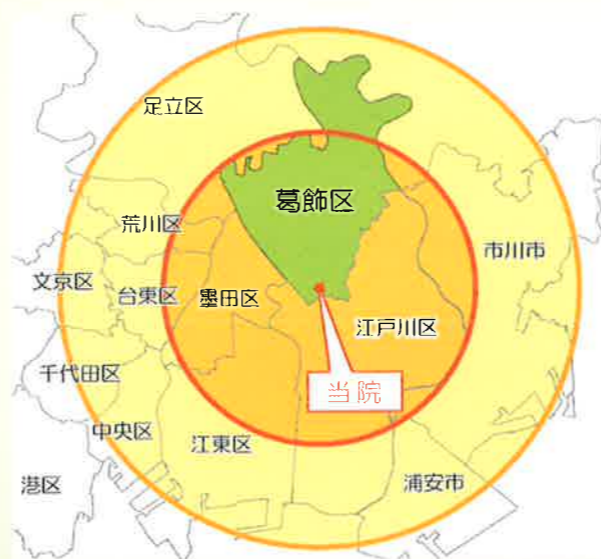 足立区
葛飾区
荒川区
市川市
文京区
台東区
墨田区
江戸川区
千代田区
当院
中央区
江東区
港区
浦安市